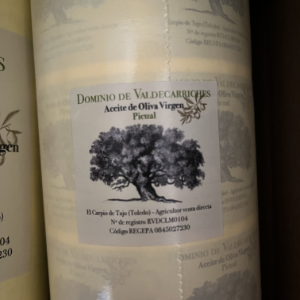 DOMINIO DE VALDECARRICHES
Aceite de Oliva Virgen
Picual
El Carpio de Tajo (Toledo) - Agricultor venta directa
Nº de registro RVDCLM0104
Código REGEPA 0845027230